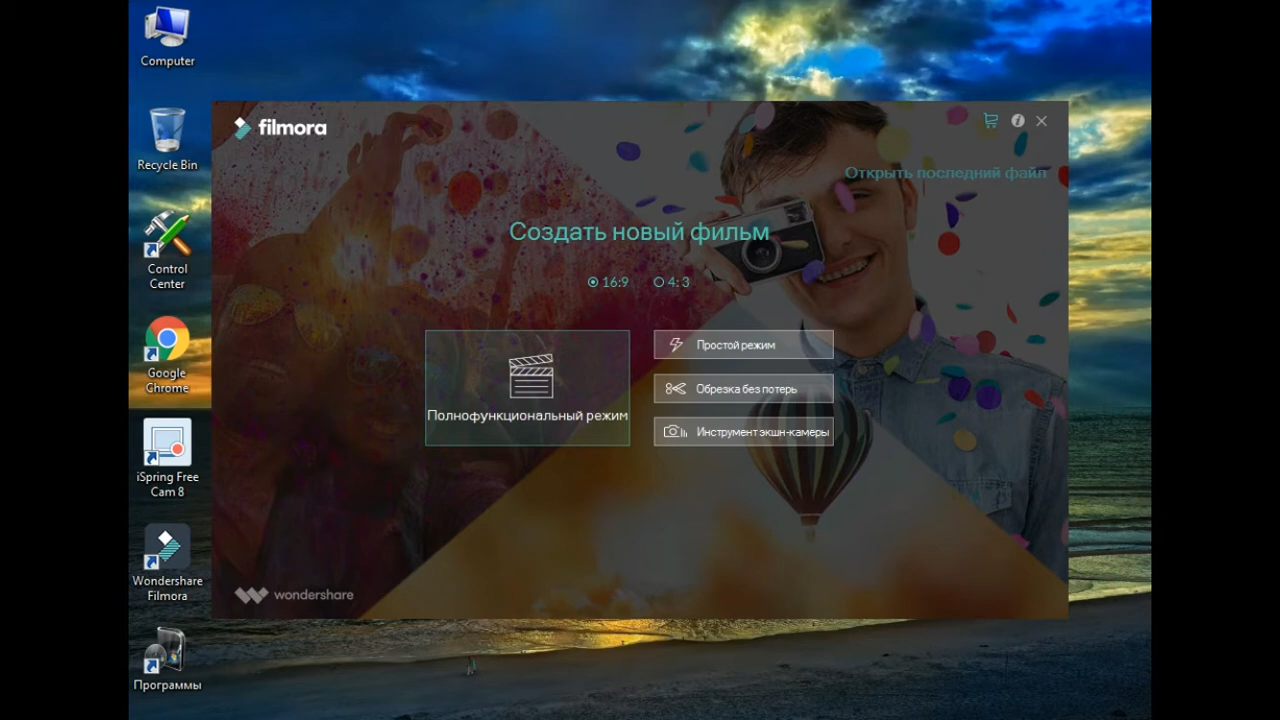 Computer
Recycle Bin
Control
Center
Google
Chrome
iSpring Free
Cam 8
Wondershare
Filmora
Программы
filmora
Открыть последний файл
Создать новый фильм
16:9 4:3
Полнофункциональный режим
Простой режим
Обрезка без потерь
Инструмент экшн-камеры
wondershare